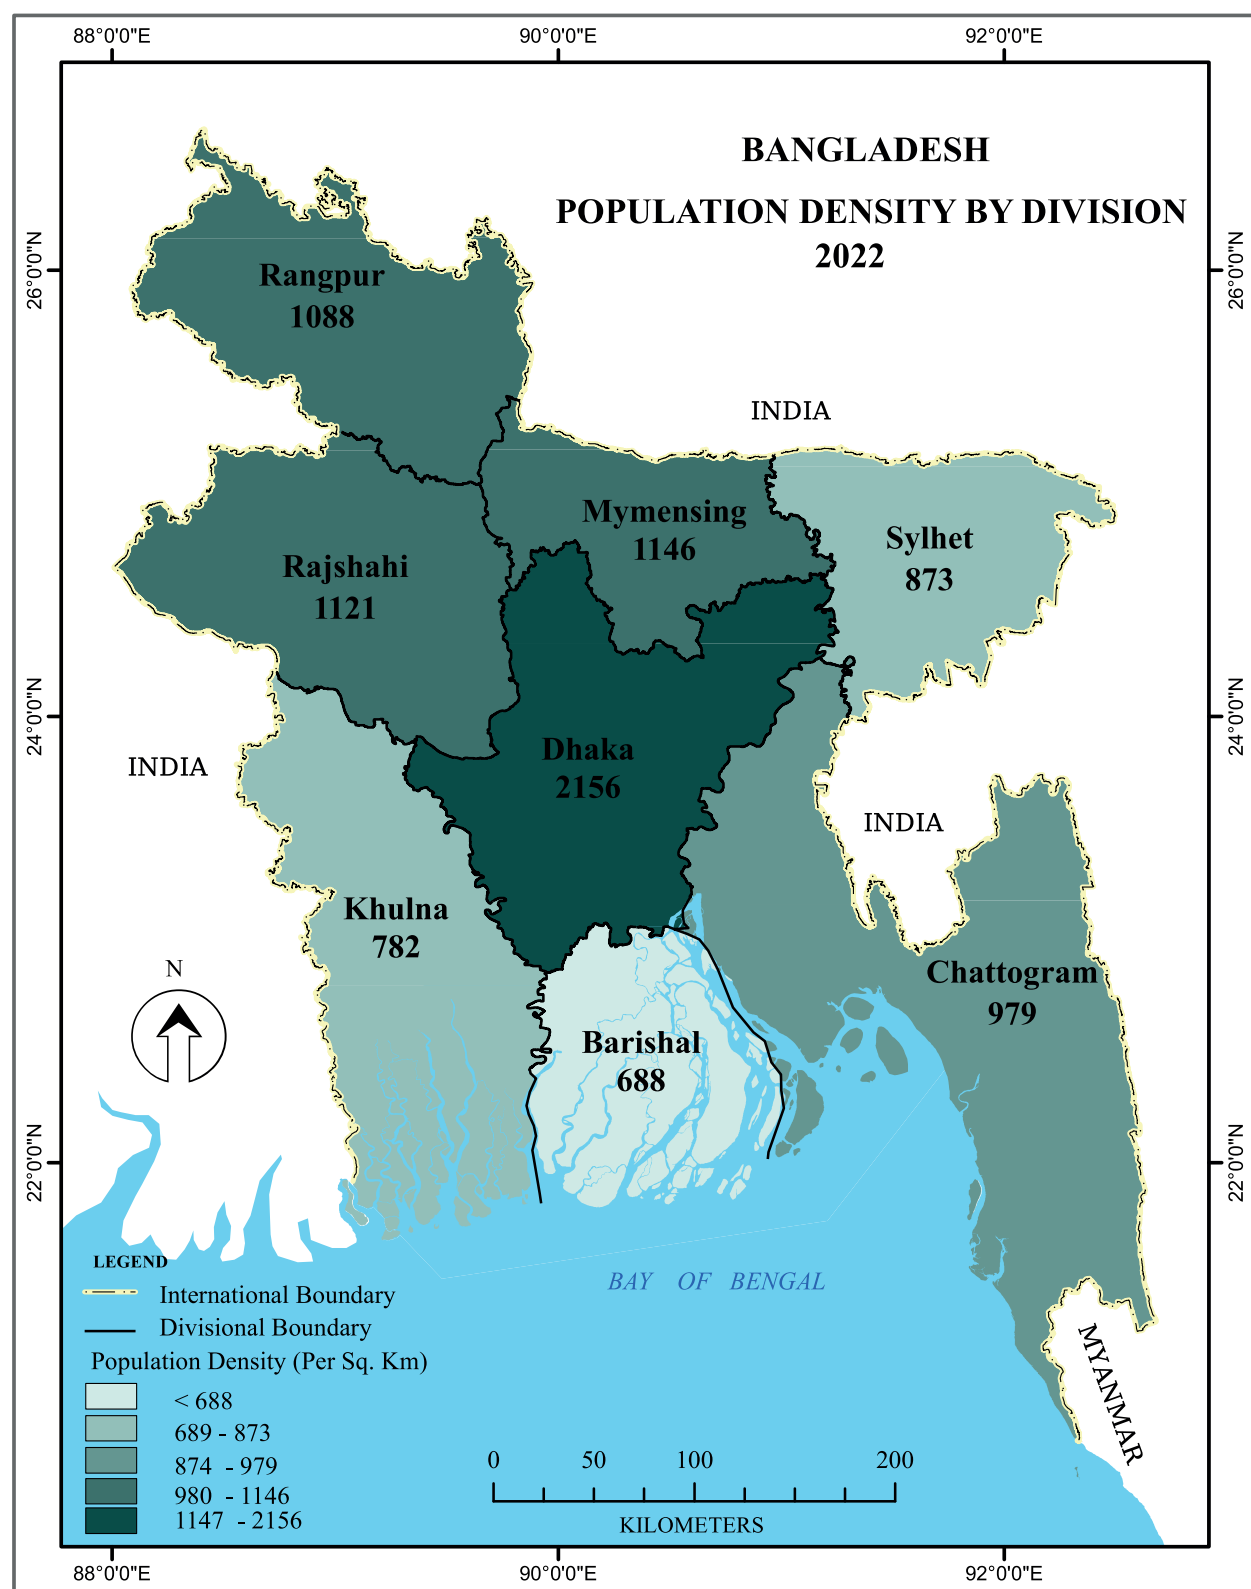 88°0'0"E 90°0'0"E 92°0'0"E
BANGLADESH
POPULATION DENSITY BY DIVISION
2022
26°0'0"N
26°0'0"N
Rangpur
1088
INDIA
Mymensing
1146
Sylhet
873
Rajshahi
1121
24°0'0"N
24°0'0"N
INDIA
Dhaka
2156
INDIA
Khulna
782
N
Chattogram
979
Barishal
688
22°0'0"N
22°0'0"N
BAY OF BENGAL
MYANMAR
LEGEND
International Boundary
Divisional Boundary
Population Density (Per Sq. Km)
< 688
689 - 873
874 - 979
980 - 1146
1147 - 2156
0 50 100 200
KILOMETERS
88°0'0"E 90°0'0"E 92°0'0"E